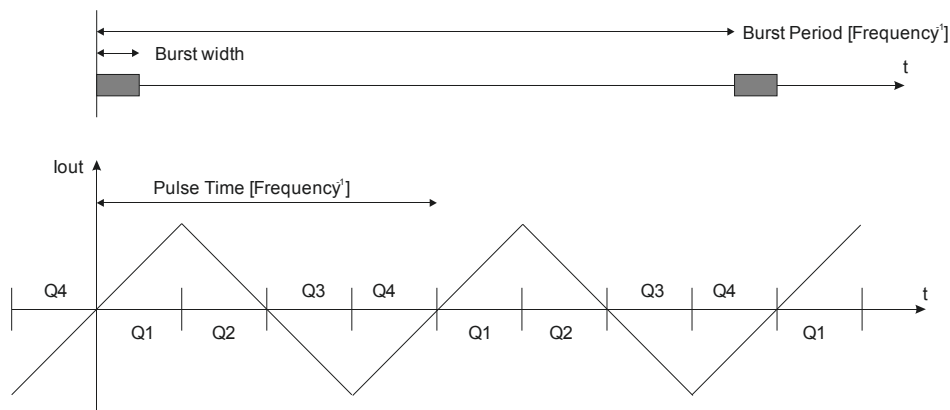 Burst Period [Frequency⁻¹]
Burst width
t
Iout
Pulse Time [Frequency⁻¹]
Q4 Q3 Q4 Q3 Q4 t
Q1 Q2 Q1 Q2 Q1